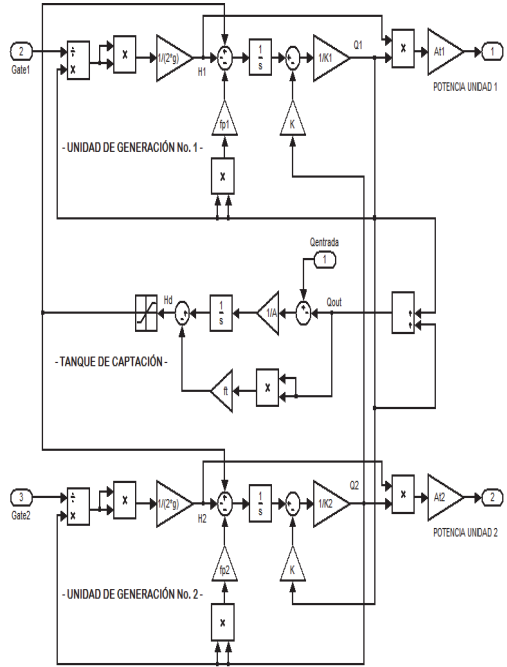 2
Gate1
÷
×
×
1/(2*g)
H1
1
s
1/K1
Q1
×
At1
1
POTENCIA UNIDAD 1
fp1
K
- UNIDAD DE GENERACIÓN No. 1 -
×
Qentrada
1
Hd
1
s
1/A
Qout
- TANQUE DE CAPTACIÓN -
ft
×
3
Gate2
÷
×
×
1/(2*g)
H2
1
s
1/K2
Q2
×
At2
2
POTENCIA UNIDAD 2
fp2
K
- UNIDAD DE GENERACIÓN No. 2 -
×